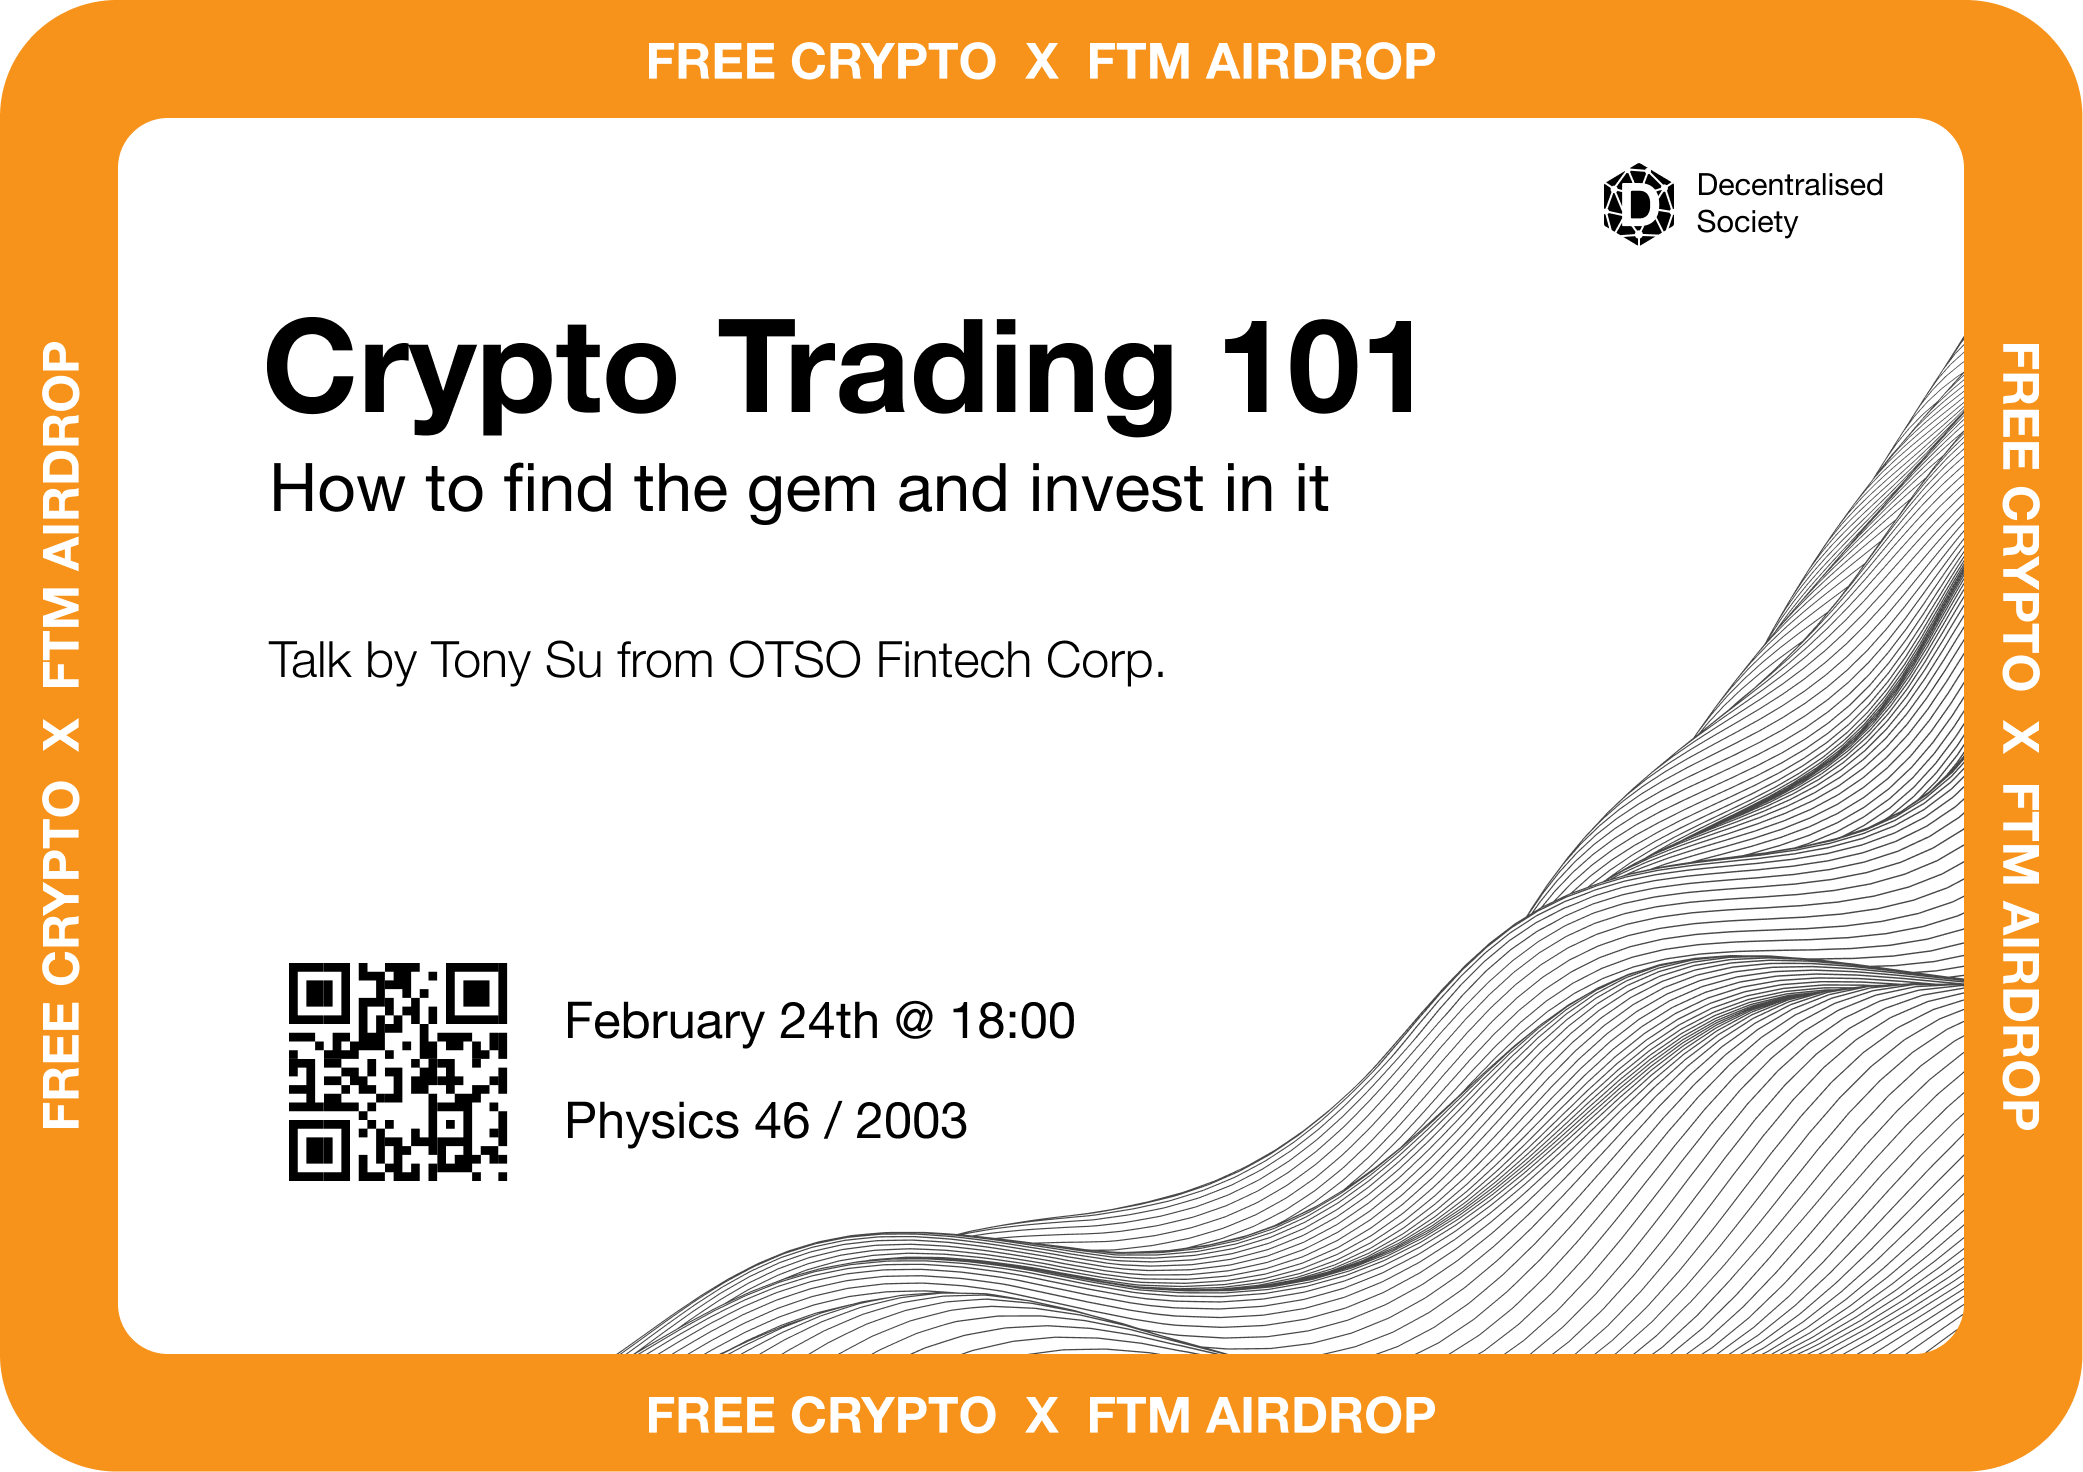 FREE CRYPTO X FTM AIRDROP
Decentralised
Society
Crypto Trading 101
How to find the gem and invest in it
Talk by Tony Su from OTSO Fintech Corp.
February 24th @ 18:00
Physics 46 / 2003
FREE CRYPTO X FTM AIRDROP
FREE CRYPTO X FTM AIRDROP
FREE CRYPTO X FTM AIRDROP